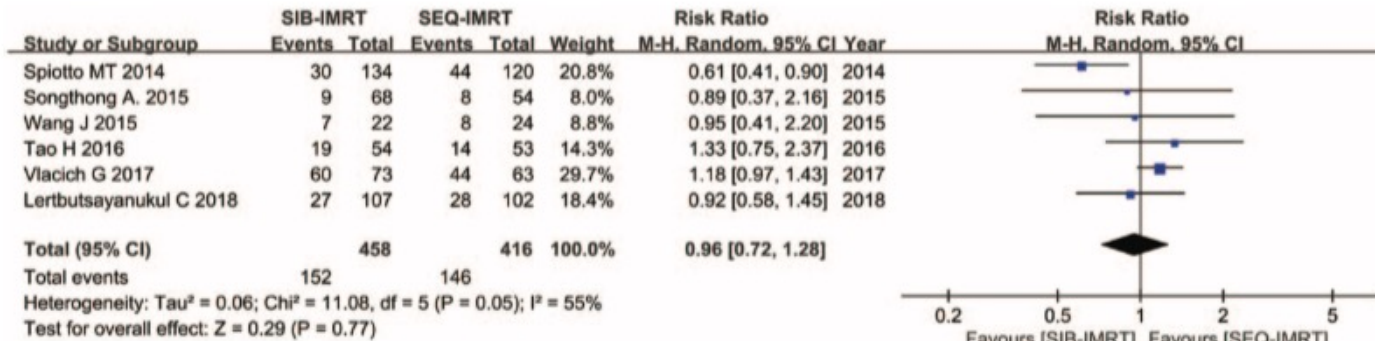 SIB-IMRT SEQ-IMRT Risk Ratio Risk Ratio
Study or Subgroup Events Total Events Total Weight M-H, Random, 95% CI Year M-H, Random, 95% CI
Spiotto MT 2014 30 134 44 120 20.8% 0.61 [0.41, 0.90] 2014
Songthong A. 2015 9 68 8 54 8.0% 0.89 [0.37, 2.16] 2015
Wang J 2015 7 22 8 24 8.8% 0.95 [0.41, 2.20] 2015
Tao H 2016 19 54 14 53 14.3% 1.33 [0.75, 2.37] 2016
Vlacich G 2017 60 73 44 63 29.7% 1.18 [0.97, 1.43] 2017
Lertbutsayanukul C 2018 27 107 28 102 18.4% 0.92 [0.58, 1.45] 2018
Total (95% CI) 458 416 100.0% 0.96 [0.72, 1.28]
Total events 152 146
Heterogeneity: Tau² = 0.06; Chi² = 11.08, df = 5 (P = 0.05); I² = 55%
Test for overall effect: Z = 0.29 (P = 0.77)
0.2 0.5 1 2 5
Favours [SIB-IMRT] Favours [SEQ-IMRT]